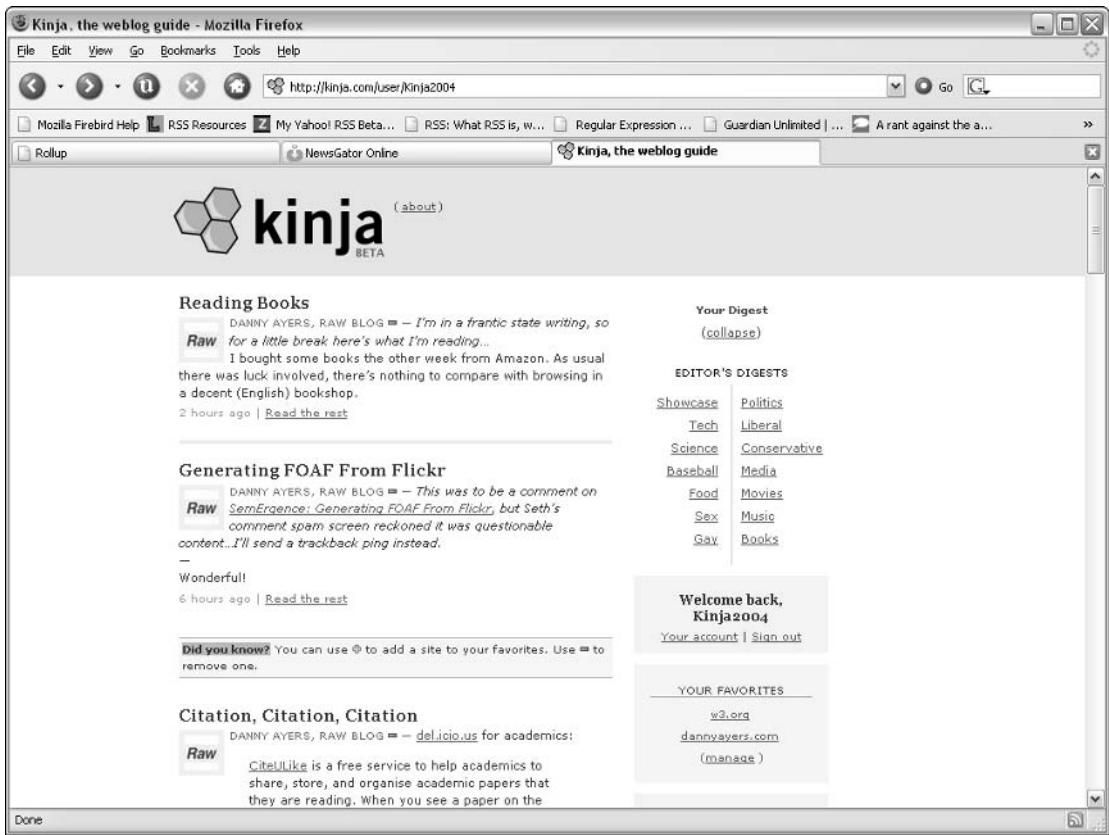 Kinja, the weblog guide - Mozilla Firefox
File Edit View Go Bookmarks Tools Help
http://kinja.com/user/Kinja2004 Go G
Mozilla Firebird Help RSS Resources My Yahoo! RSS Beta... RSS: What RSS is, w... Regular Expression ... Guardian Unlimited | ... A rant against the a... »
Rollup NewsGator Online Kinja, the weblog guide
kinja (about)
BETA
Reading Books
Raw
DANNY AYERS, RAW BLOG — I'm in a frantic state writing, so
for a little break here's what I'm reading...
I bought some books the other week from Amazon. As usual
there was luck involved, there's nothing to compare with browsing in
a decent (English) bookshop.
2 hours ago | Read the rest
Generating FOAF From Flickr
Raw
DANNY AYERS, RAW BLOG — This was to be a comment on
SemErgence: Generating FOAF From Flickr, but Seth's
comment spam screen reckoned it was questionable
content...I'll send a trackback ping instead.
—
Wonderful!
6 hours ago | Read the rest
Did you know? You can use to add a site to your favorites. Use to
remove one.
Citation, Citation, Citation
Raw
DANNY AYERS, RAW BLOG — del.icio.us for academics:
CiteULike is a free service to help academics to
share, store, and organise academic papers that
they are reading. When you see a paper on the
Your Digest
(collapse)
EDITOR'S DIGESTS
Showcase Politics
Tech Liberal
Science Conservative
Baseball Media
Food Movies
Sex Music
Gay Books
Welcome back,
Kinja2004
Your account | Sign out
YOUR FAVORITES
w3.org
dannyayers.com
(manage )
Done